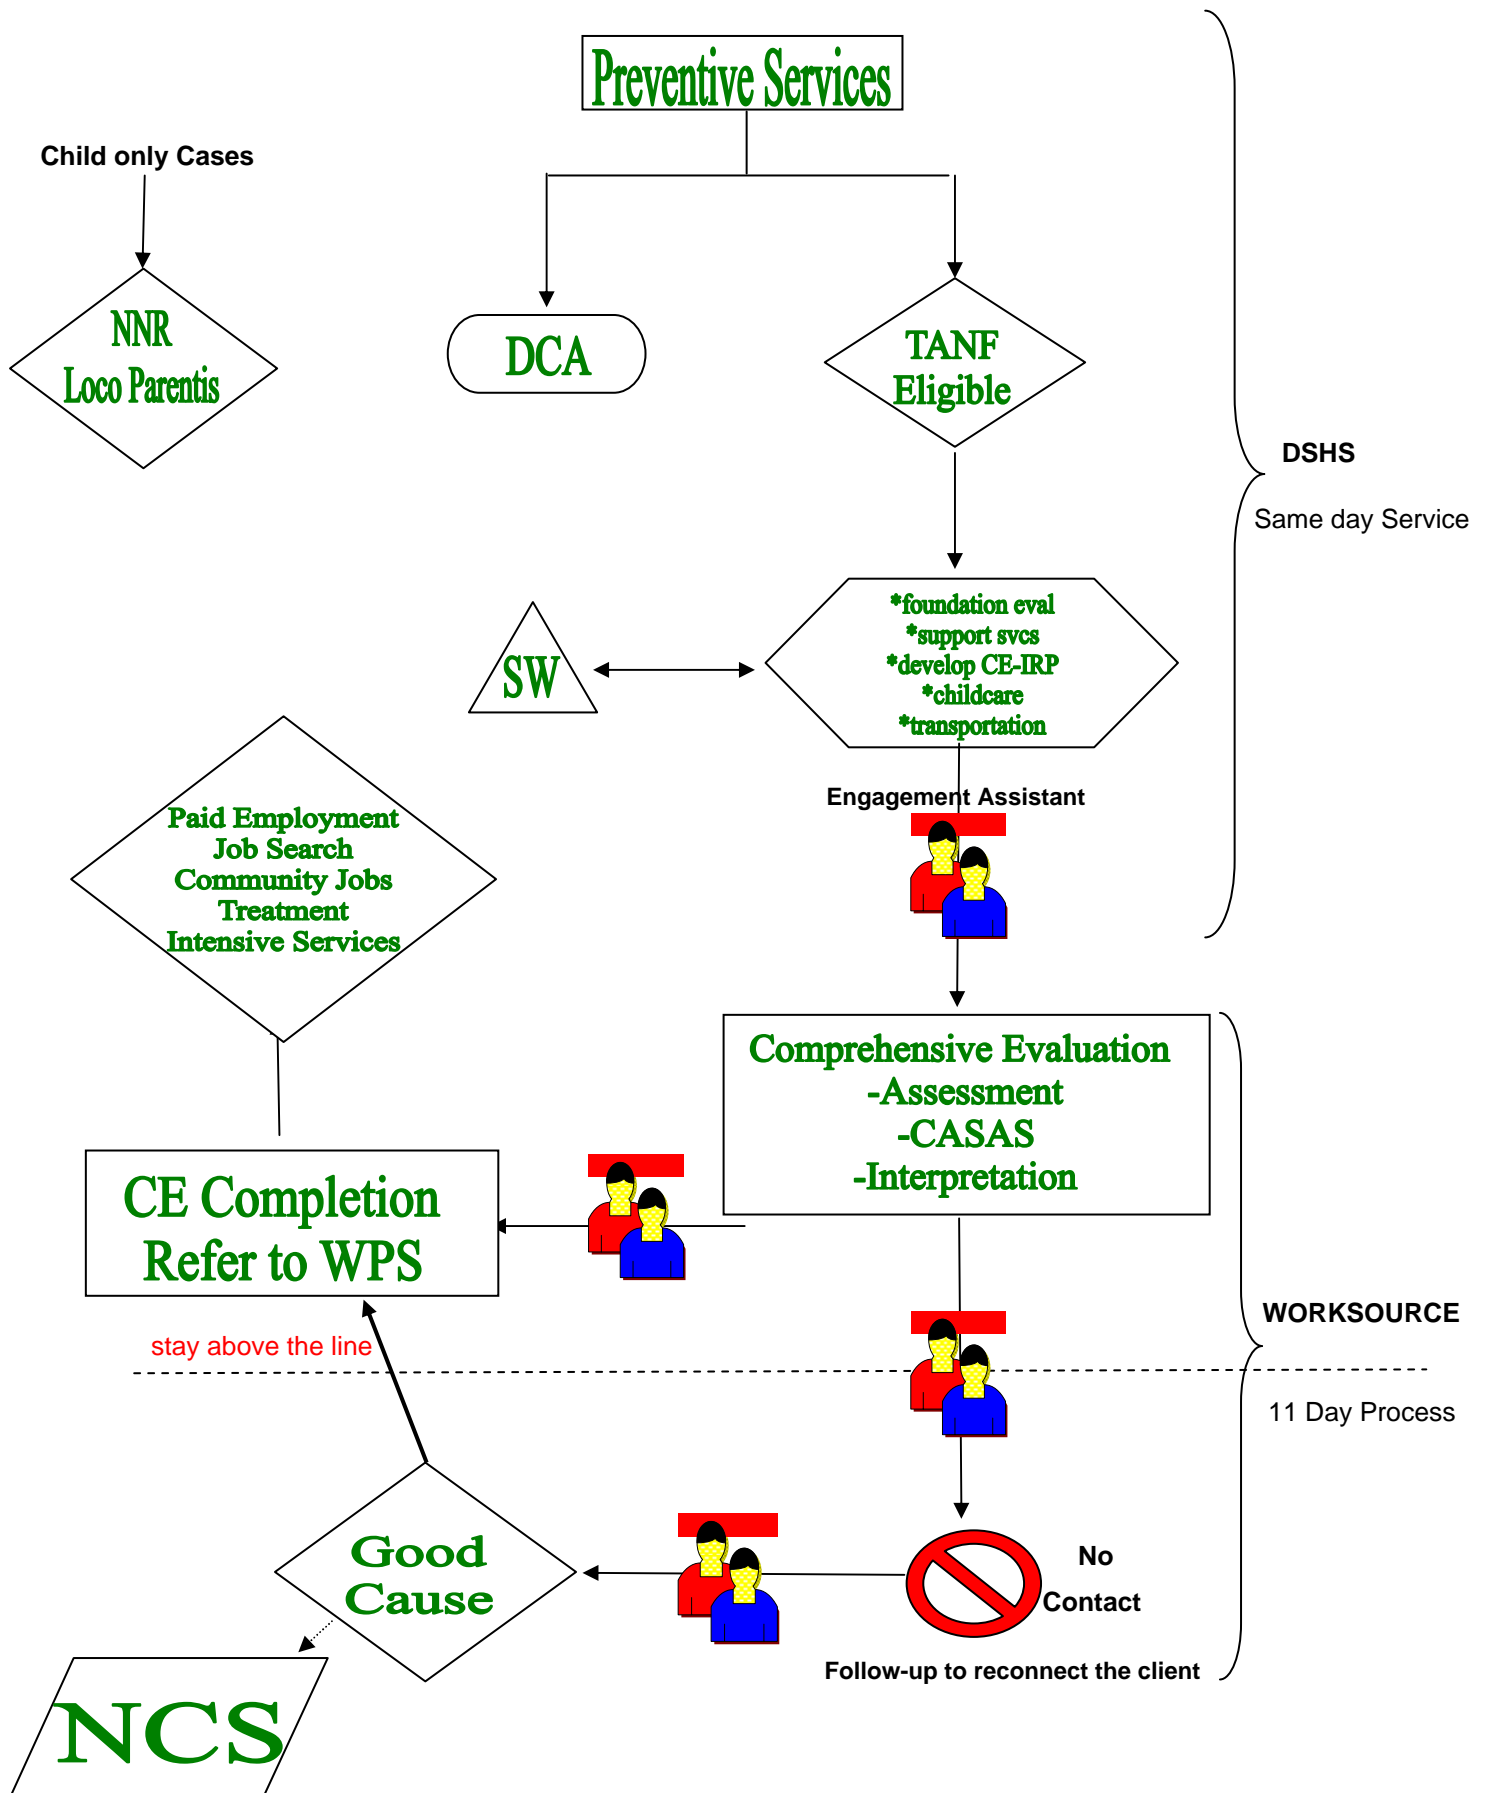 Preventive Services
Child only Cases
NNR
Loco Parentis
DCA
TANF
Eligible
DSHS
Same day Service
*foundation eval
*support svcs
*develop CE-IRP
*childcare
*transportation
SW
Engagement Assistant
Paid Employment
Job Search
Community Jobs
Treatment
Intensive Services
Comprehensive Evaluation
-Assessment
-CASAS
-Interpretation
CE Completion
Refer to WPS
WORKSOURCE
stay above the line
11 Day Process
Good
Cause
No
Contact
Follow-up to reconnect the client
NCS